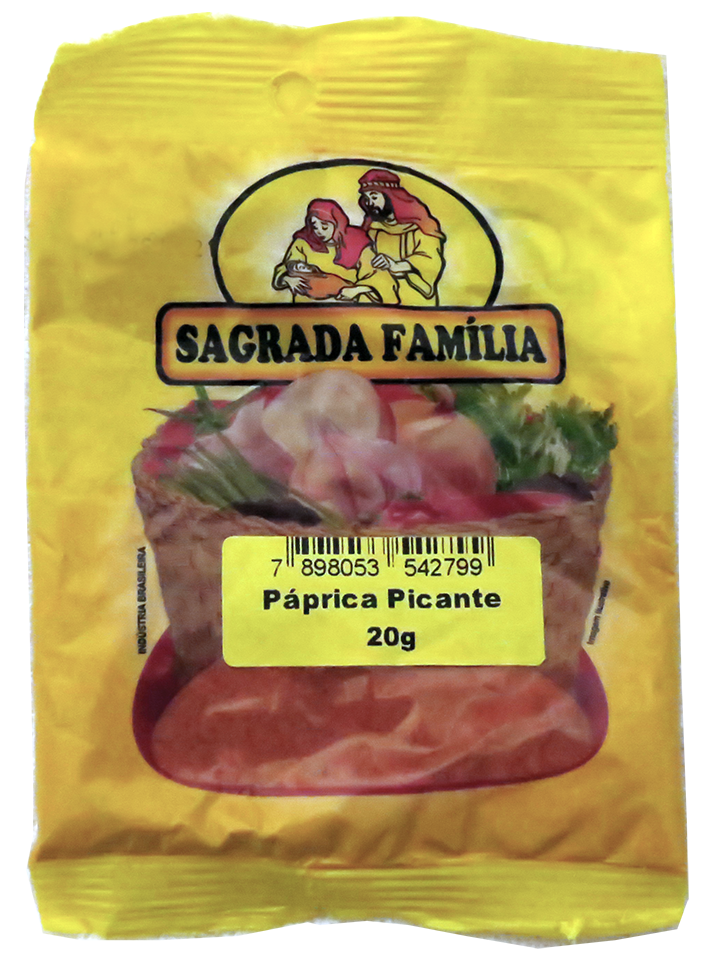 SAGRADA FAMÍLIA
7 898053 542799
Páprica Picante
20g
INDÚSTRIA BRASILEIRA
Imagem Ilustrativa